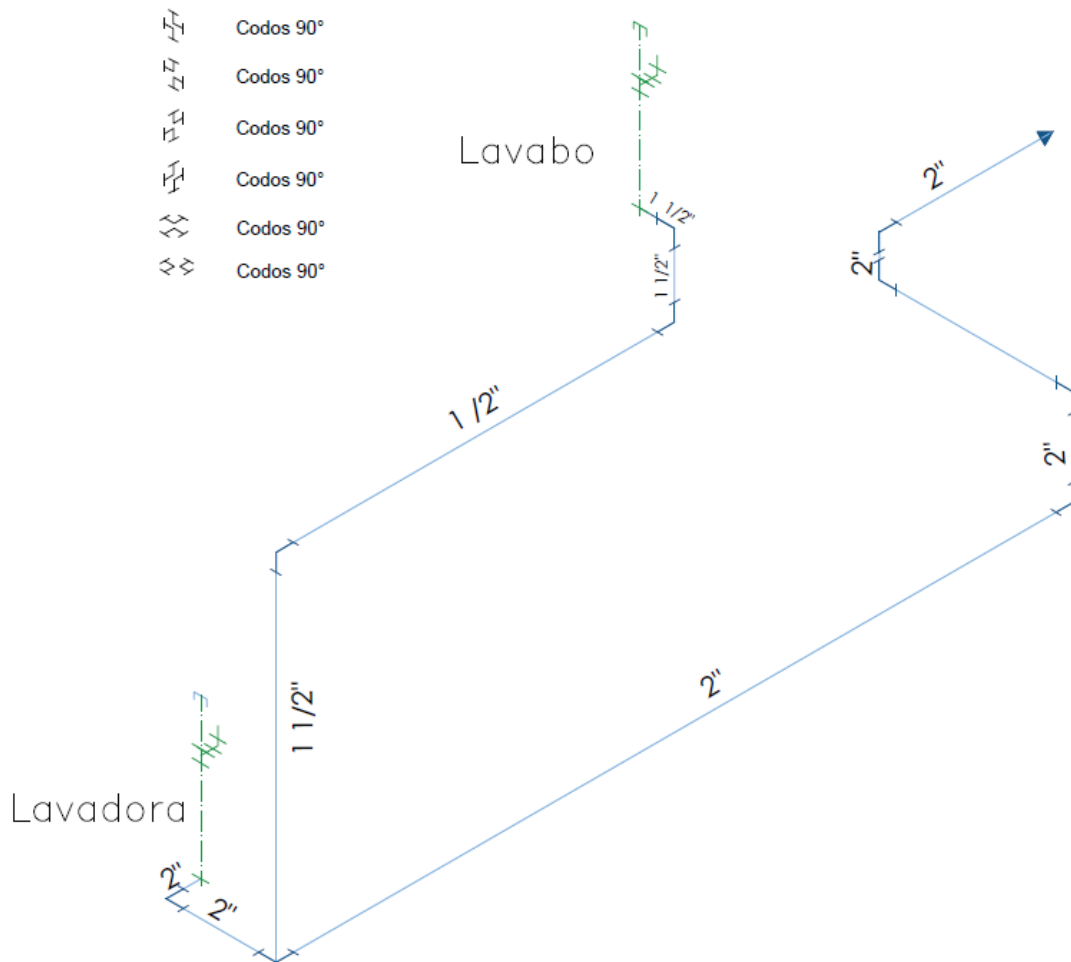 Codos 90°
Codos 90°
Codos 90°
Codos 90°
Codos 90°
Codos 90°
Lavabo
1 1/2"
1 1/2"
2"
2"
1 /2"
2"
1 1/2"
2"
Lavadora
2"
2"